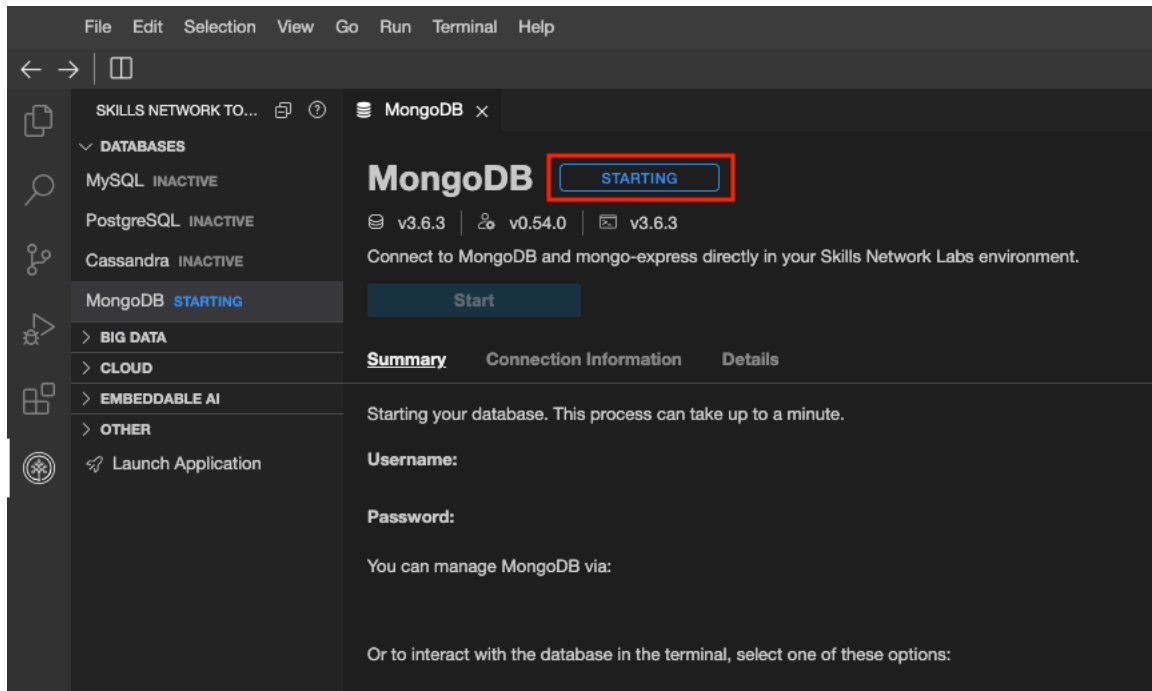 File Edit Selection View Go Run Terminal Help
SKILLS NETWORK TO...
MongoDB
DATABASES
MySQL INACTIVE
PostgreSQL INACTIVE
Cassandra INACTIVE
MongoDB STARTING
BIG DATA
CLOUD
EMBEDDABLE AI
OTHER
Launch Application
MongoDB STARTING
v3.6.3 v0.54.0 v3.6.3
Connect to MongoDB and mongo-express directly in your Skills Network Labs environment.
Start
Summary Connection Information Details
Starting your database. This process can take up to a minute.
Username:
Password:
You can manage MongoDB via:
Or to interact with the database in the terminal, select one of these options: